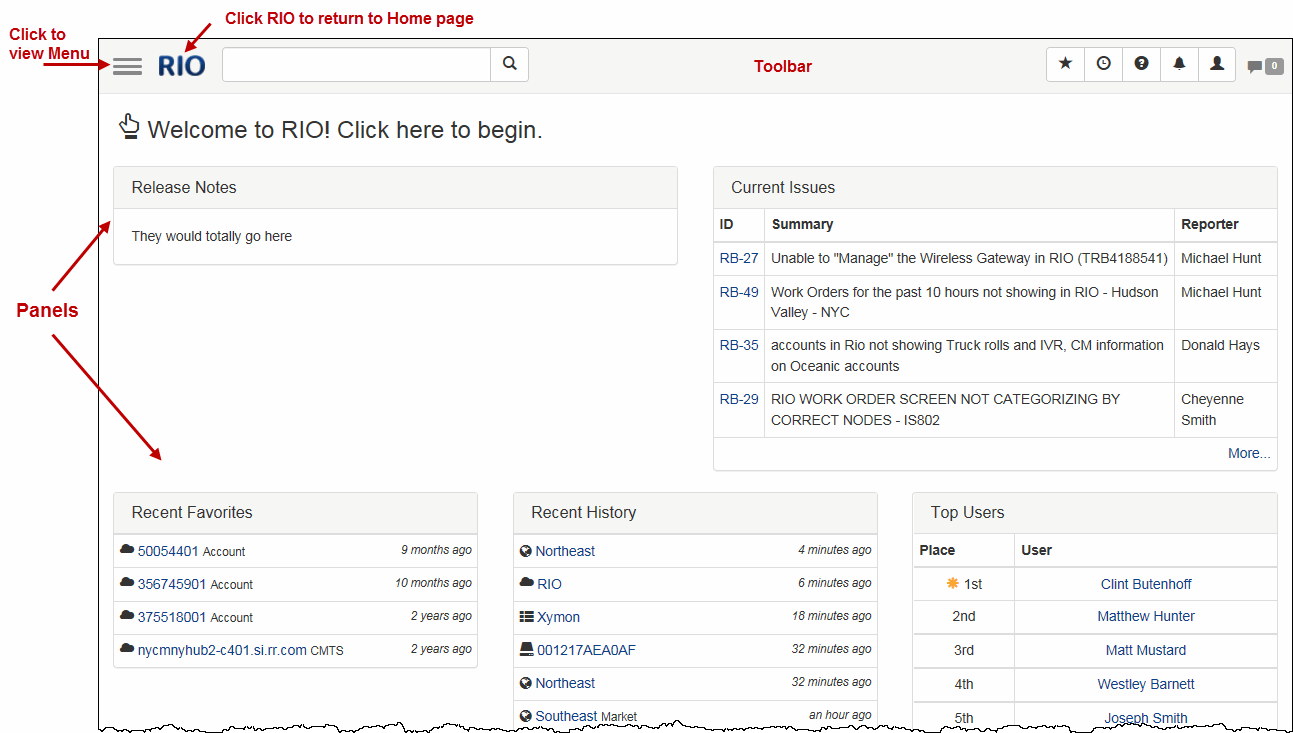 Click RIO to return to Home page
Click to
view Menu
RIO
Toolbar
0
Welcome to RIO! Click here to begin.
Release Notes
They would totally go here
Panels
Current Issues
ID Summary Reporter
RB-27 Unable to "Manage" the Wireless Gateway in RIO (TRB4188541) Michael Hunt
RB-49 Work Orders for the past 10 hours not showing in RIO - Hudson Michael Hunt
Valley - NYC
RB-35 accounts in Rio not showing Truck rolls and IVR, CM information Donald Hays
on Oceanic accounts
RB-29 RIO WORK ORDER SCREEN NOT CATEGORIZING BY Cheyenne
CORRECT NODES - IS802 Smith
More...
Recent Favorites
50054401 Account 9 months ago
356745901 Account 10 months ago
375518001 Account 2 years ago
nycmnyhub2-c401.si.rr.com CMTS 2 years ago
Recent History
Northeast 4 minutes ago
RIO 6 minutes ago
Xymon 18 minutes ago
001217AEA0AF 32 minutes ago
Northeast 32 minutes ago
Southeast Market an hour ago
Top Users
Place User
1st Clint Butenhoff
2nd Matthew Hunter
3rd Matt Mustard
4th Westley Barnett
5th Joseph Smith